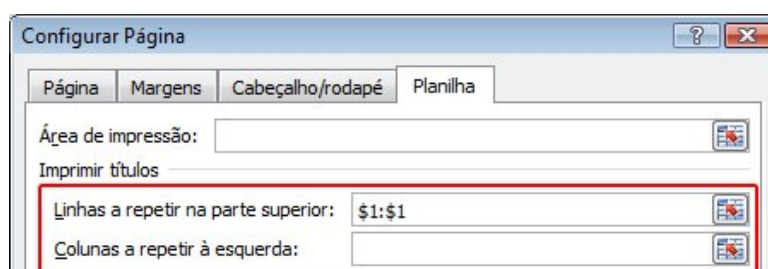 Configurar Página
Página Margens Cabeçalho/rodapé Planilha
Área de impressão:
Imprimir títulos
Linhas a repetir na parte superior: $1:$1
Colunas a repetir à esquerda: